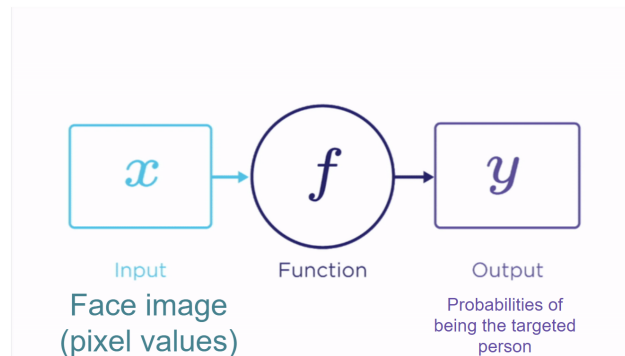 x
f
y
Input
Function
Output
Face image
(pixel values)
Probabilities of
being the targeted
person